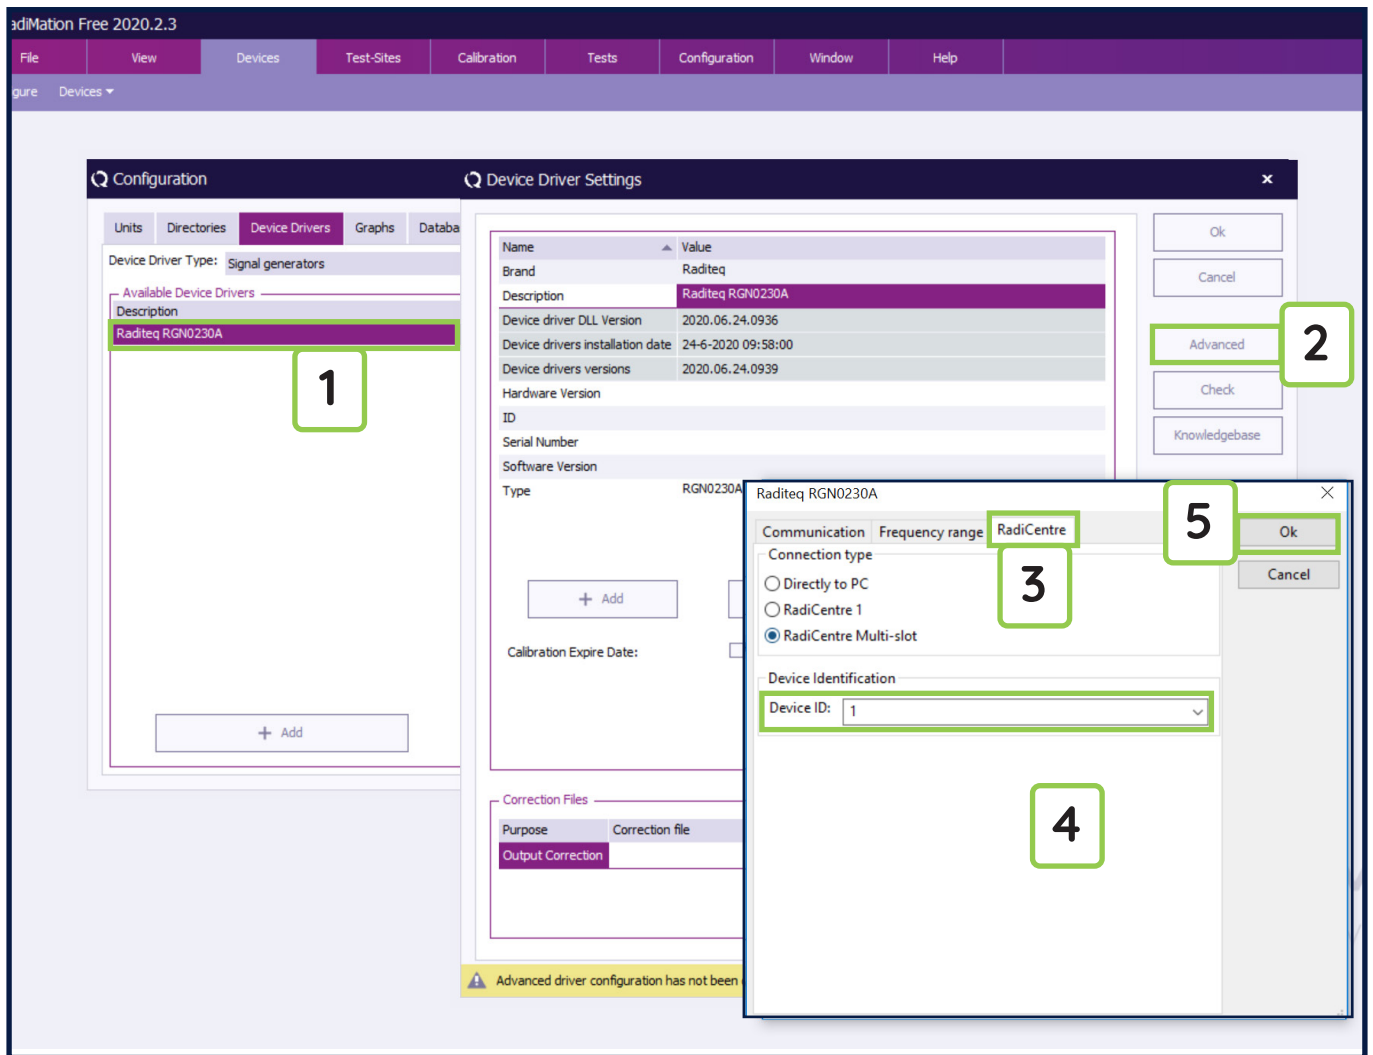 adiMation Free 2020.2.3
File View Devices Test-Sites Calibration Tests Configuration Window Help
gure Devices
Configuration
Units Directories Device Drivers Graphs Databa
Device Driver Type: Signal generators
Available Device Drivers
Description
Raditeq RGN0230A
1
+ Add
Device Driver Settings
Name Value
Brand Raditeq
Description Raditeq RGN0230A
Device driver DLL Version 2020.06.24.0936
Device drivers installation date 24-6-2020 09:58:00
Device drivers versions 2020.06.24.0939
Hardware Version
ID
Serial Number
Software Version
Type RGN0230A
+ Add
Calibration Expire Date:
Correction Files
Purpose Correction file
Output Correction
Advanced driver configuration has not been
Ok
Cancel
Advanced
2
Check
Knowledgebase
Raditeq RGN0230A
Communication Frequency range RadiCentre
3
Connection type
Directly to PC
RadiCentre 1
RadiCentre Multi-slot
Device Identification
Device ID: 1
4
5
Ok
Cancel